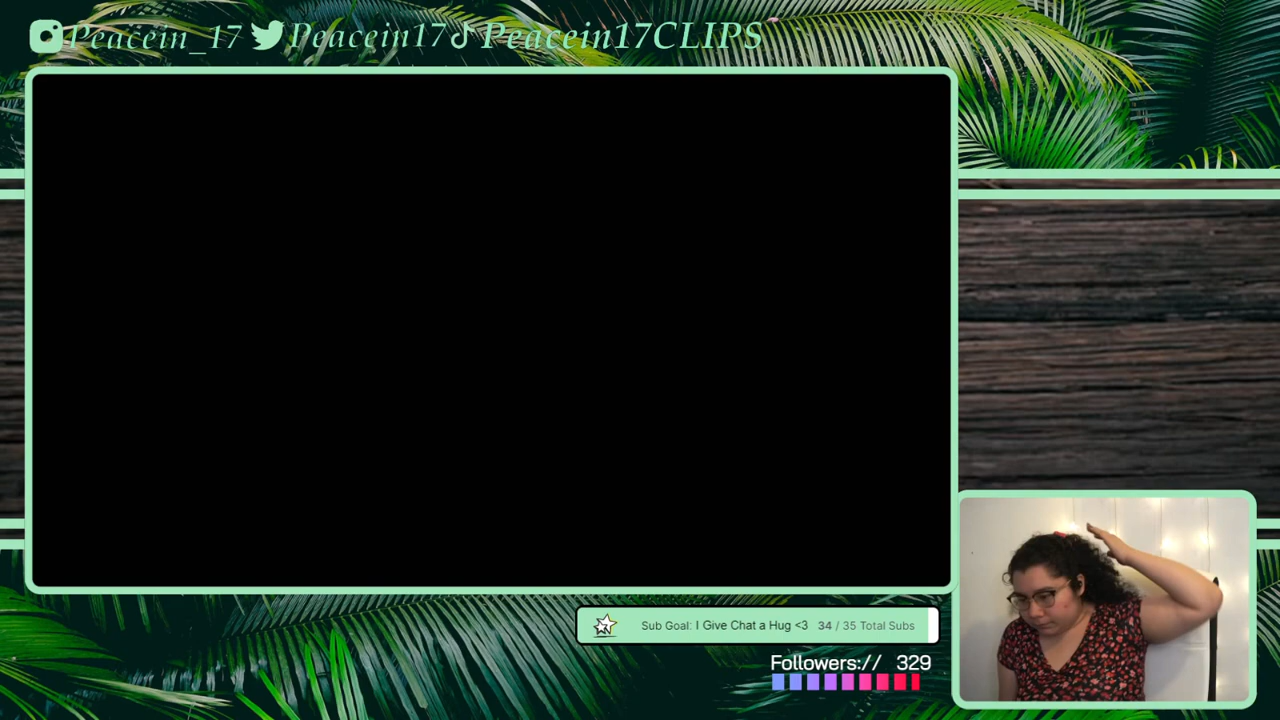 Peacein_17 Peacein17 Peacein17CLIPS
Sub Goal: I Give Chat a Hug <3 34 / 35 Total Subs
Followers:// 329